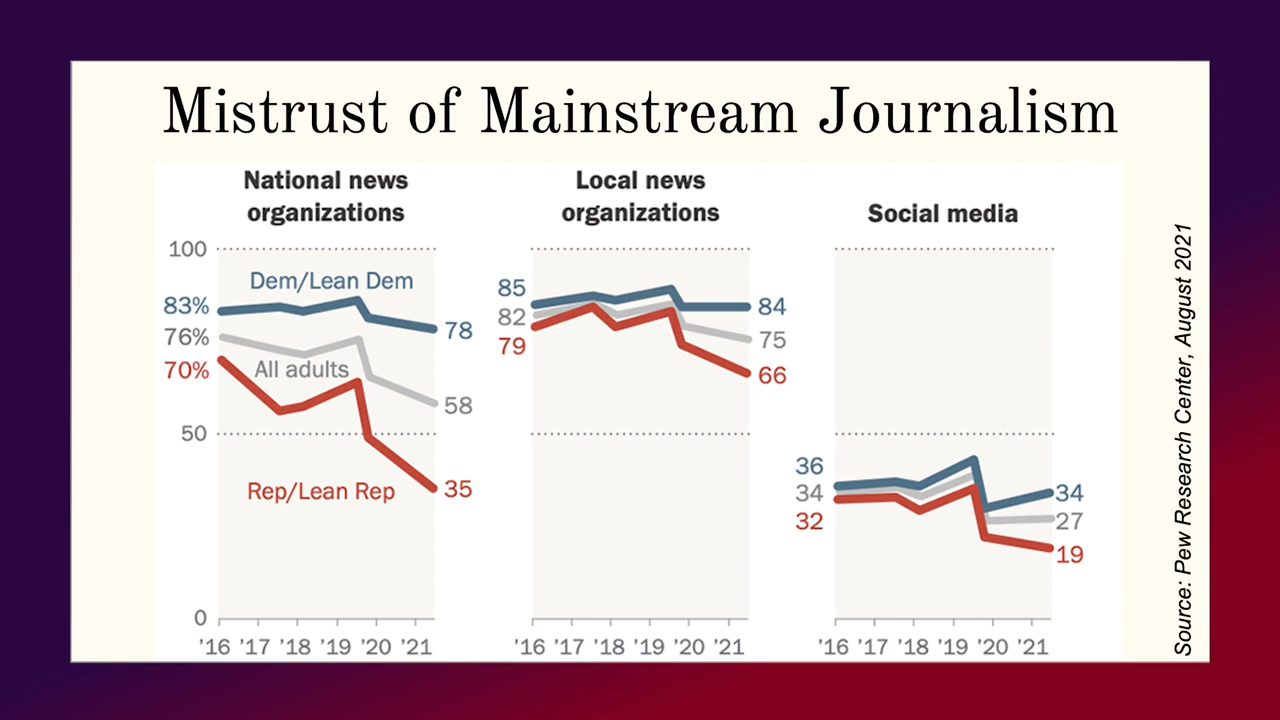 Mistrust of Mainstream Journalism
National news
organizations
100
Dem/Lean Dem
83%
78
76%
All adults
70%
58
50
Rep/Lean Rep
35
0
’16 ’17 ’18 ’19 ’20 ’21
Local news
organizations
85
84
82
75
79
66
’16 ’17 ’18 ’19 ’20 ’21
Social media
36
34
34
27
32
19
’16 ’17 ’18 ’19 ’20 ’21
Source: Pew Research Center, August 2021